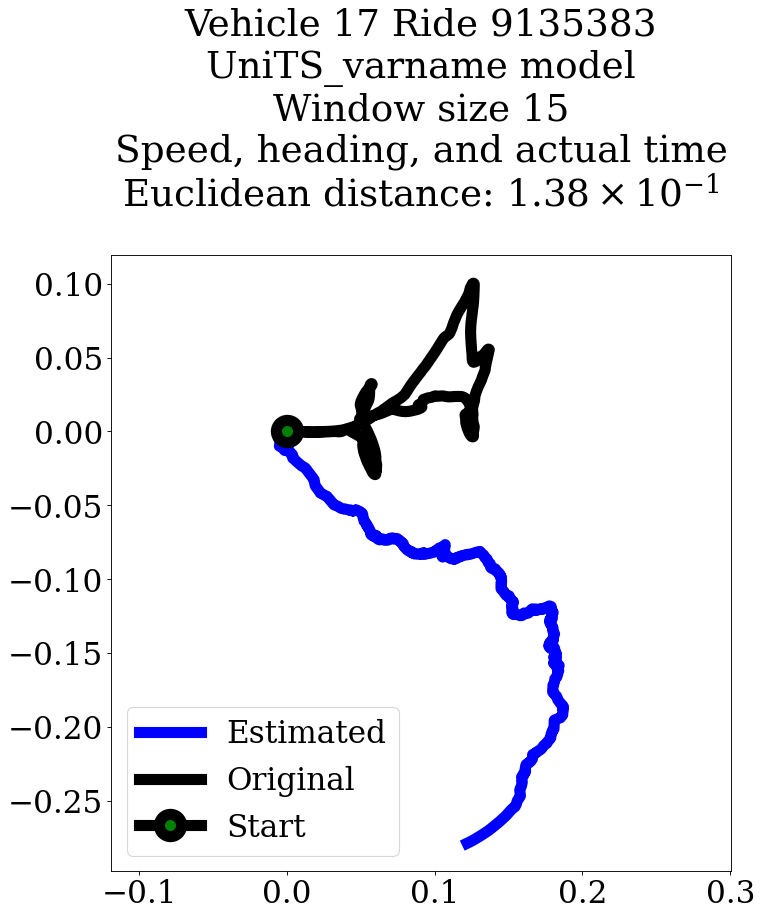 Vehicle 17 Ride 9135383
UniTS_varname model
Window size 15
Speed, heading, and actual time
Euclidean distance: 1.38 × 10⁻¹
0.10
0.05
0.00
−0.05
−0.10
−0.15
−0.20
−0.25
Estimated
Original
Start
−0.1 0.0 0.1 0.2 0.3